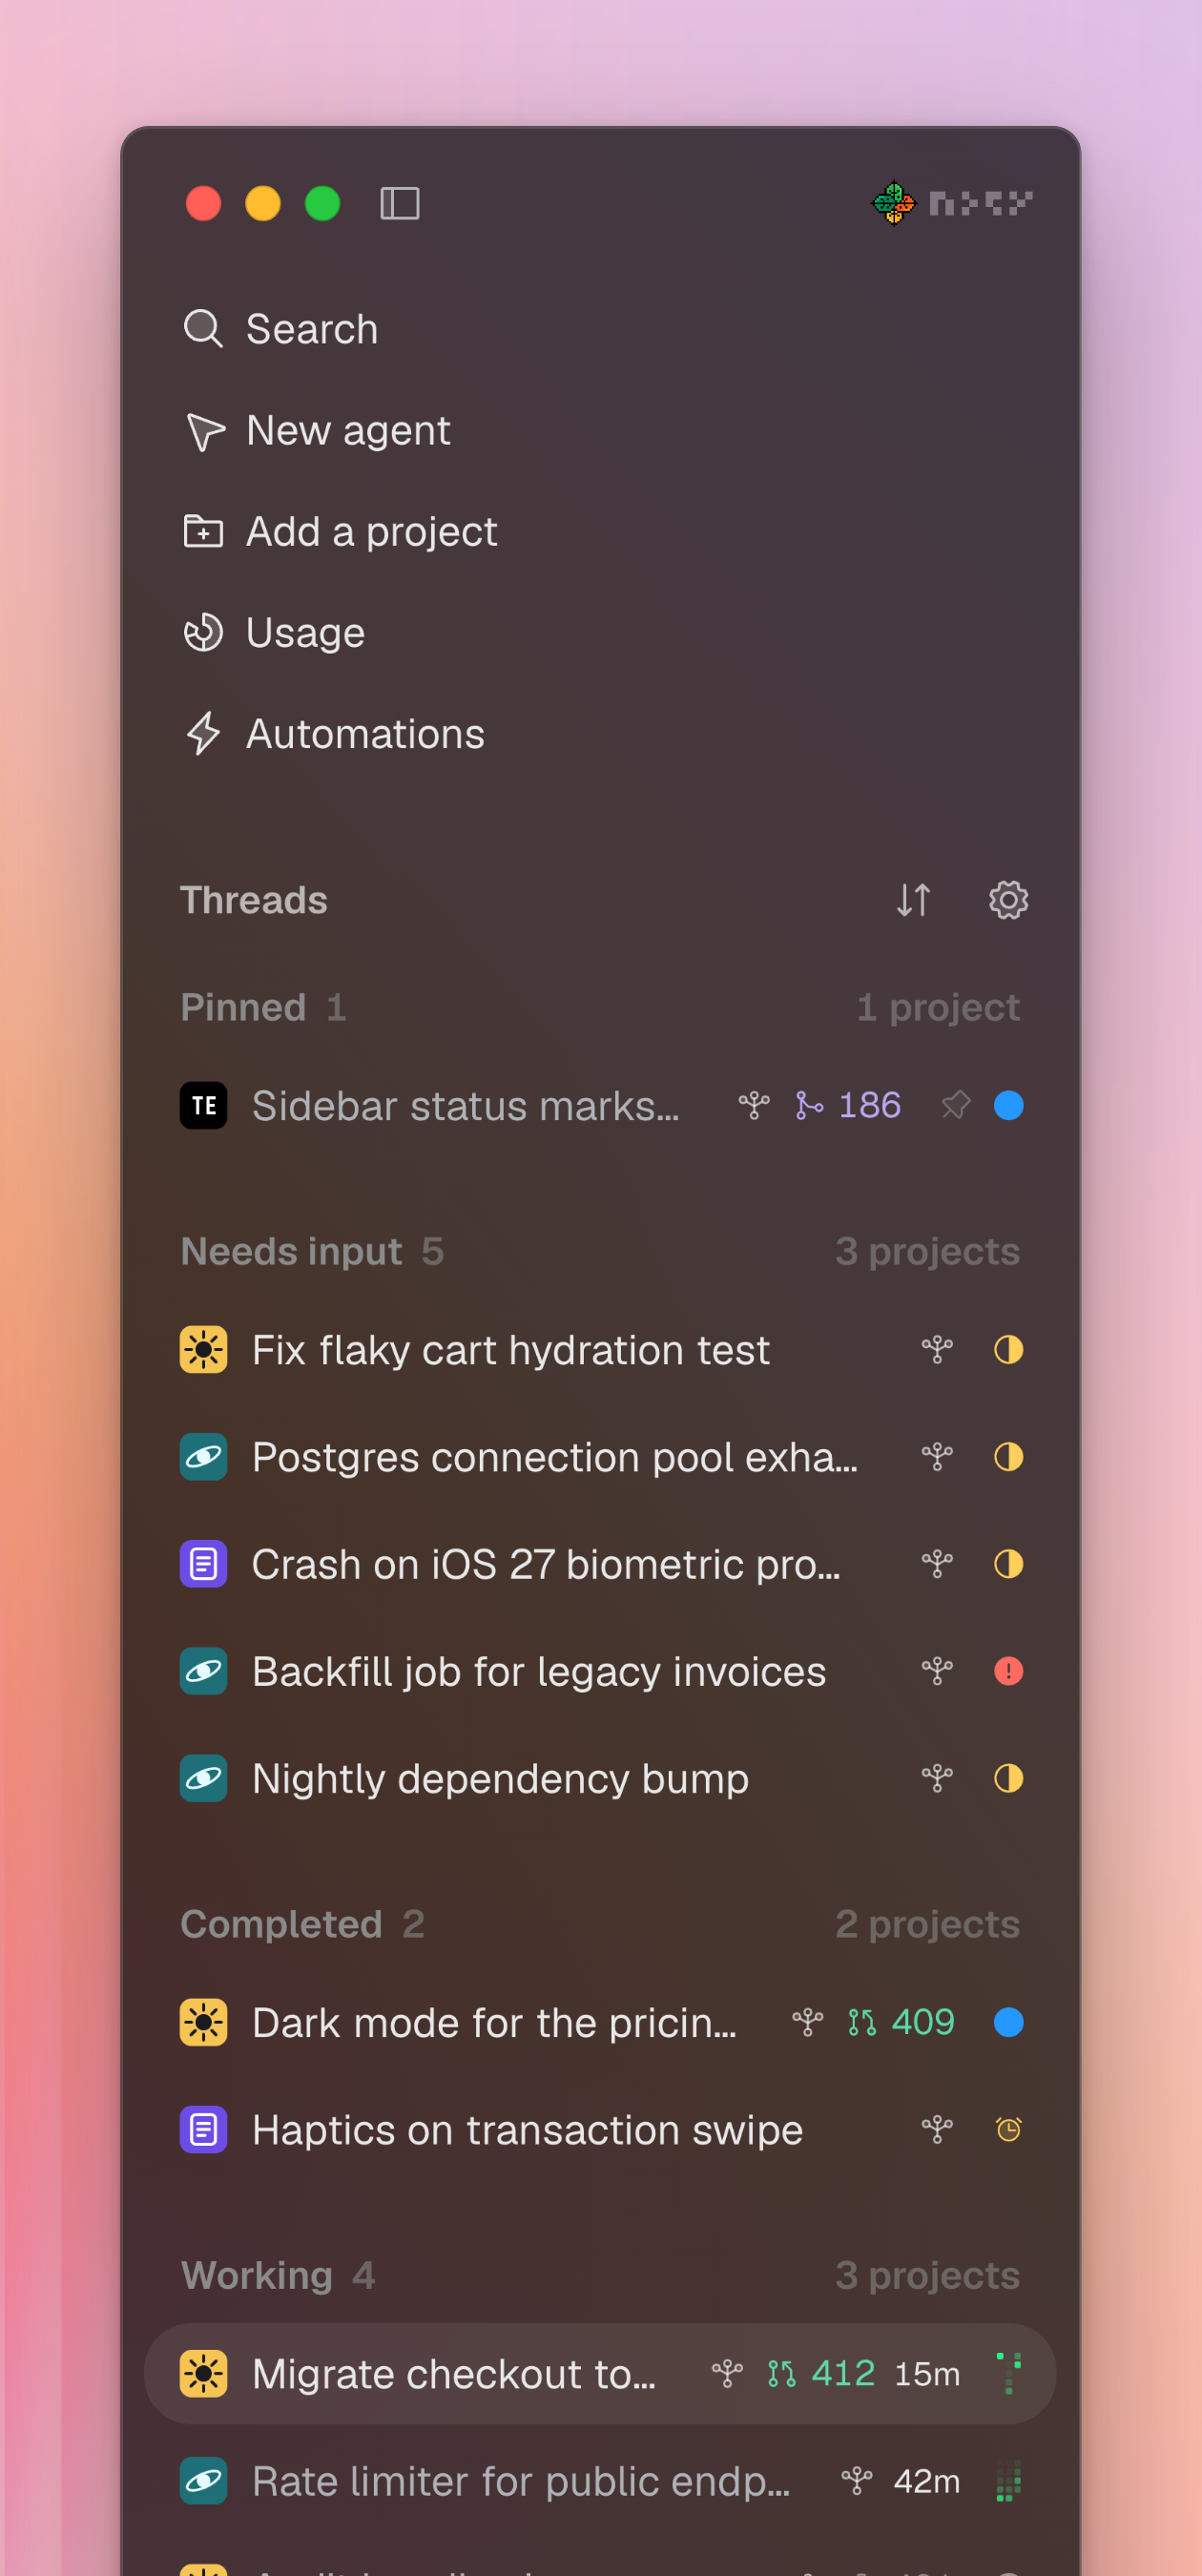 Search
New agent
Add a project
Usage
Automations
Threads
Pinned 1 1 project
TE Sidebar status marks... 186
Needs input 5 3 projects
Fix flaky cart hydration test
Postgres connection pool exha...
Crash on iOS 27 biometric pro...
Backfill job for legacy invoices
Nightly dependency bump
Completed 2 2 projects
Dark mode for the pricin... 409
Haptics on transaction swipe
Working 4 3 projects
Migrate checkout to... 412 15m
Rate limiter for public endp... 42m